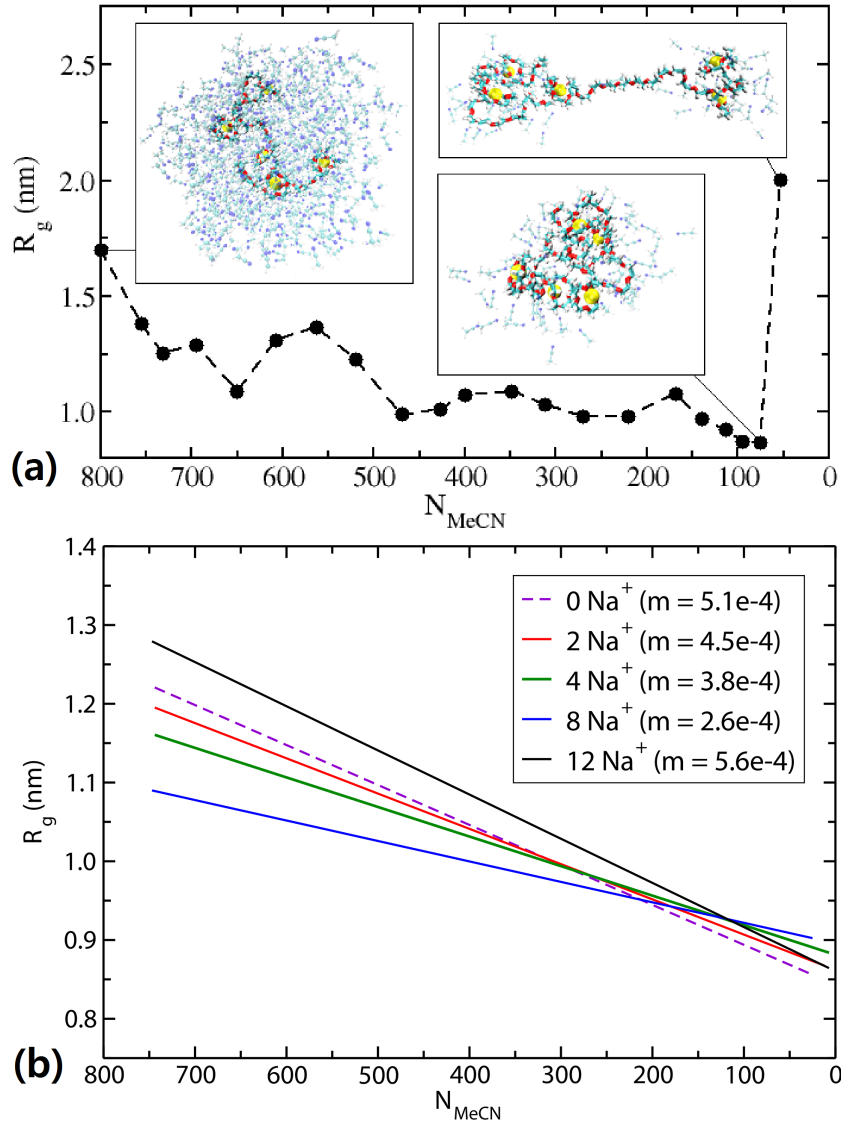 2.5
2.0
1.5
1.0
R_g (nm)
(a)
800 700 600 500 400 300 200 100 0
N_MeCN
1.4
1.3
1.2
1.1
1.0
0.9
0.8
R_g (nm)
0 Na⁺ (m = 5.1e-4)
2 Na⁺ (m = 4.5e-4)
4 Na⁺ (m = 3.8e-4)
8 Na⁺ (m = 2.6e-4)
12 Na⁺ (m = 5.6e-4)
(b)
800 700 600 500 400 300 200 100 0
N_MeCN